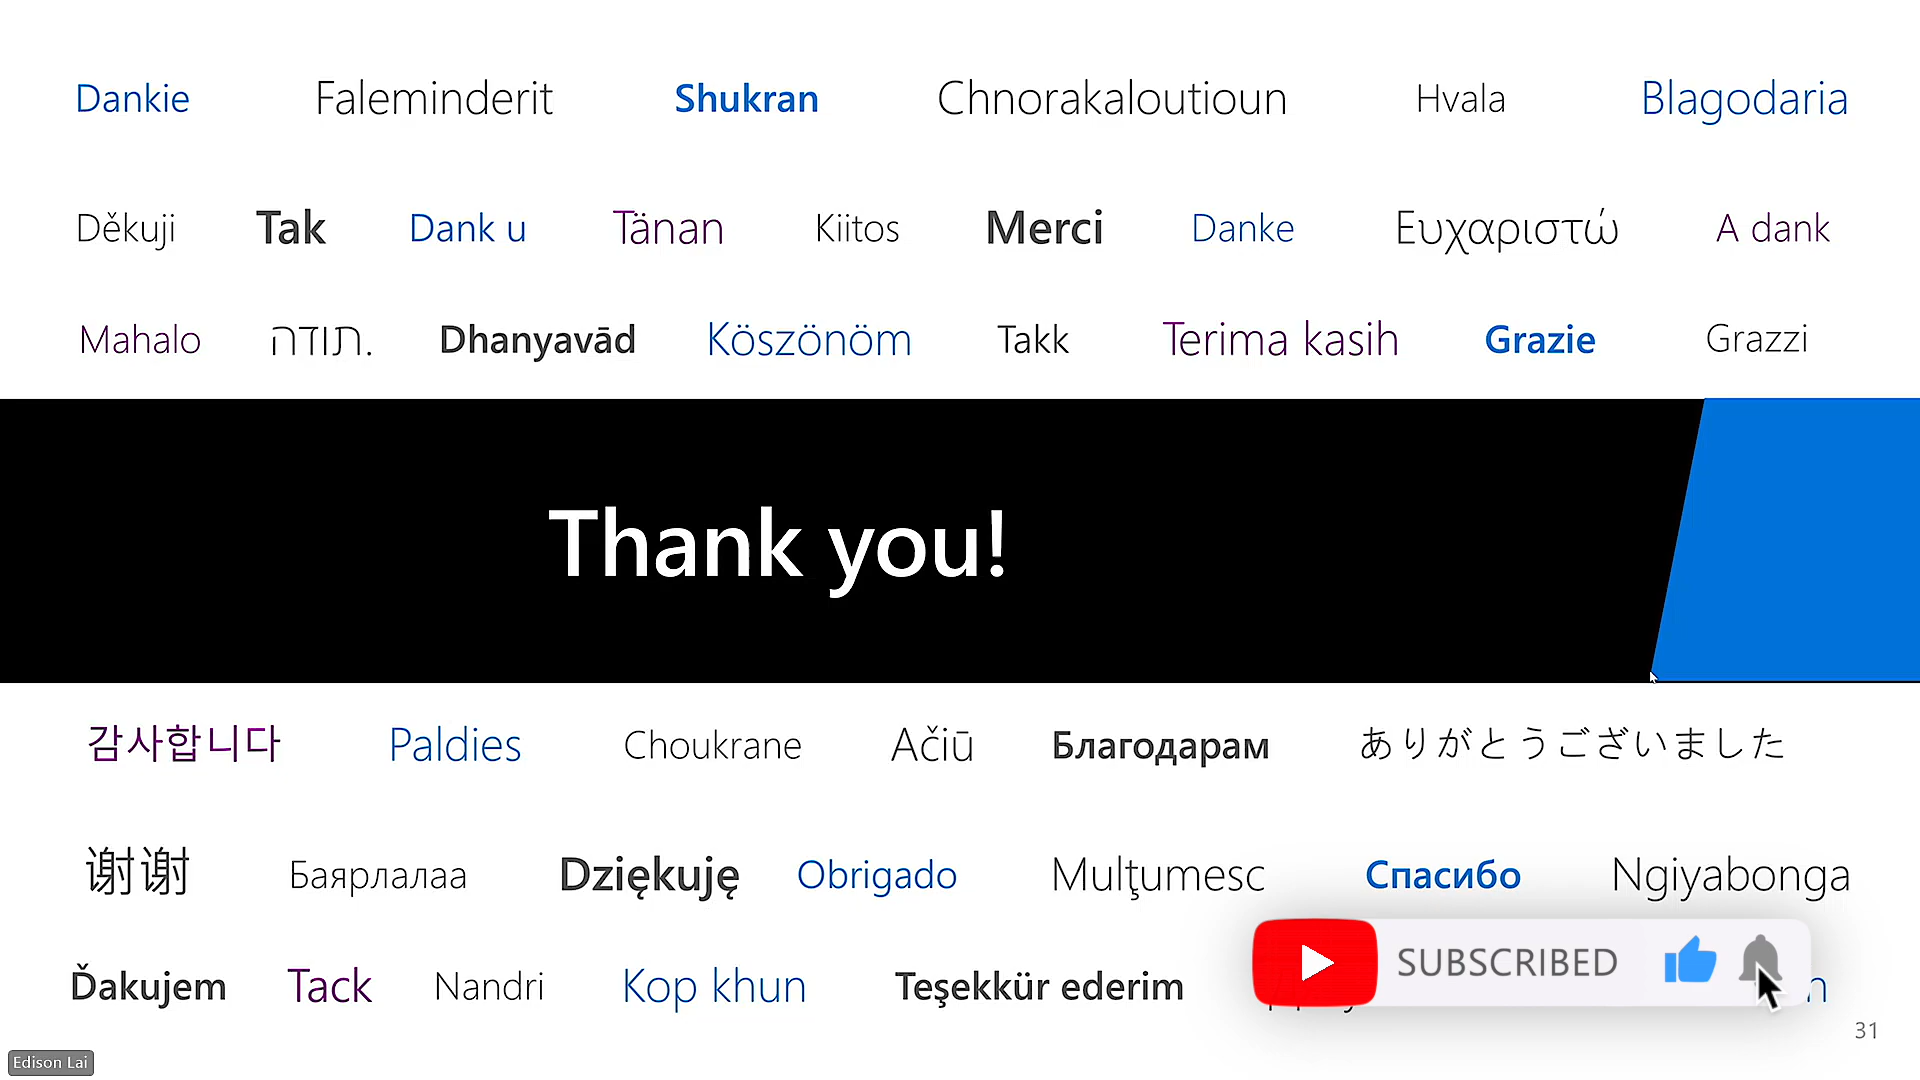 Dankie Faleminderit Shukran Chnorakaloutioun Hvala Blagodaria
Děkuji Tak Dank u Tänan Kiitos Merci Danke Ευχαριστώ A dank
Mahalo תודה. Dhanyavād Köszönöm Takk Terima kasih Grazie Grazzi
Thank you!
감사합니다 Paldies Choukrane Ačiū Благодарам ありがとうございました
谢谢 Баярлалаа Dziękuję Obrigado Mulţumesc Спасибо Ngiyabonga
Ďakujem Tack Nandri Kop khun Teşekkür ederim
SUBSCRIBED
31
Edison Lai